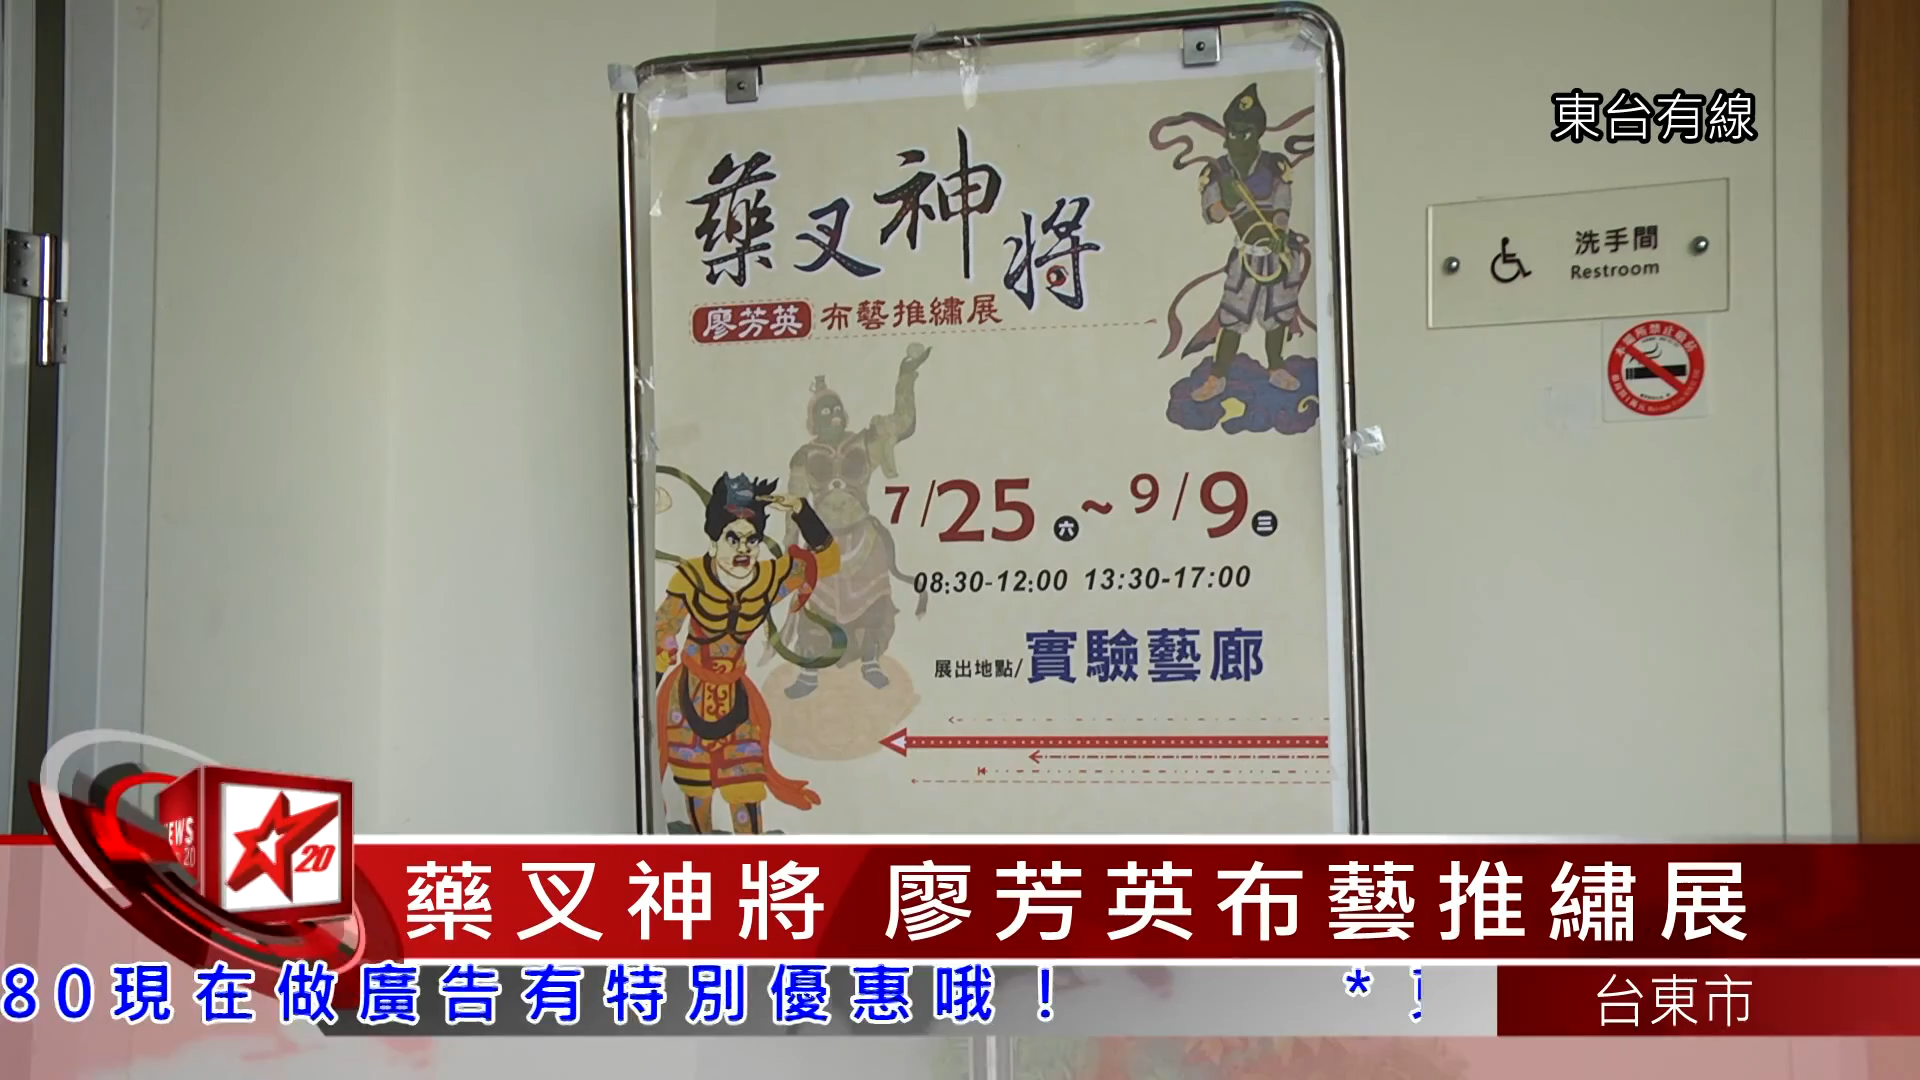 東台有線
藥叉神將
廖芳英 布藝推繡展
洗手間
Restroom
7/25 六 ~ 9/9 三
08:30-12:00 13:30-17:00
展出地點/實驗藝廊
20
藥叉神將 廖芳英布藝推繡展
80現在做廣告有特別優惠哦! *
台東市